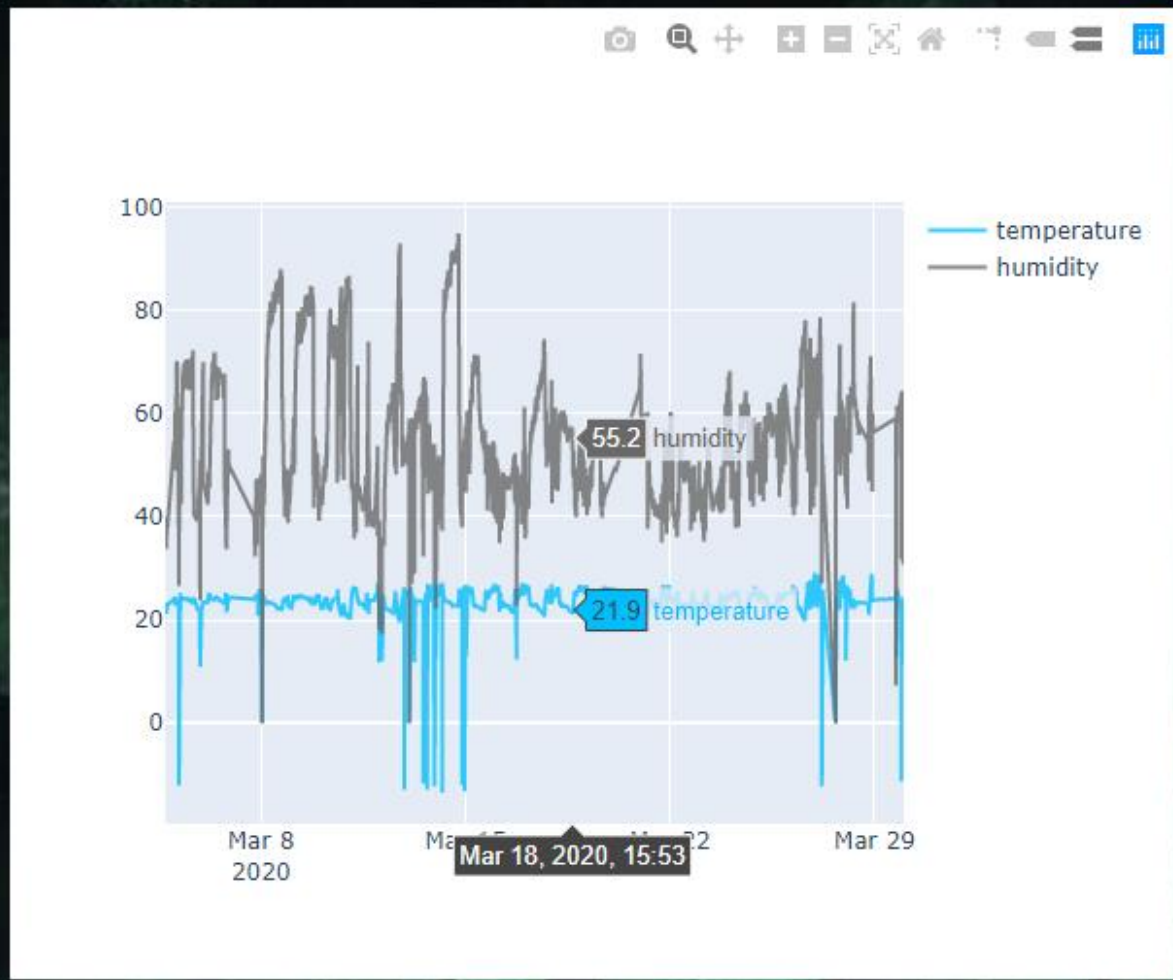 100
80
60
40
20
0
temperature
humidity
55.2 humidity
21.9 temperature
Mar 8
2020
Mar 29
Mar 18, 2020, 15:53